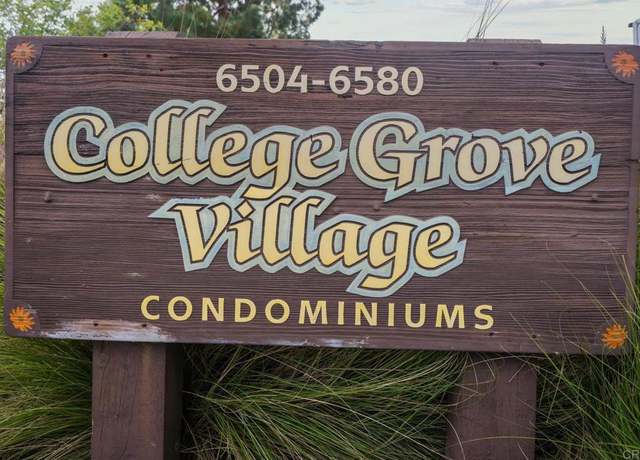 6504-6580
College Grove
Village
CONDOMINIUMS